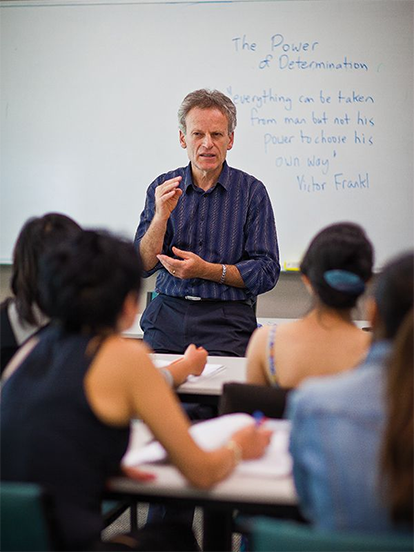 The Power
of Determination
"everything can be taken
from man but not his
power to choose his
own way"
Victor Frankl